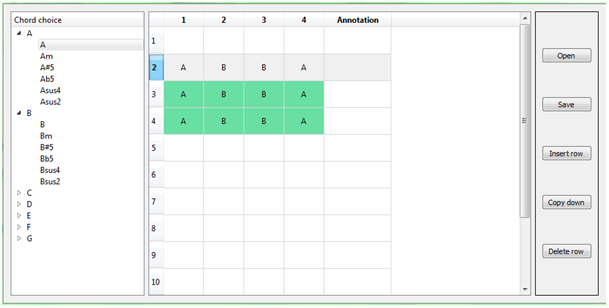 Chord choice
A
A
Am
A#5
Ab5
Asus4
Asus2
B
B
Bm
B#5
Bb5
Bsus4
Bsus2
C
D
E
F
G
1 2 3 4 Annotation
1
2 A B B A
3 A B B A
4 A B B A
5
6
7
8
9
10
Open
Save
Insert row
Copy down
Delete row